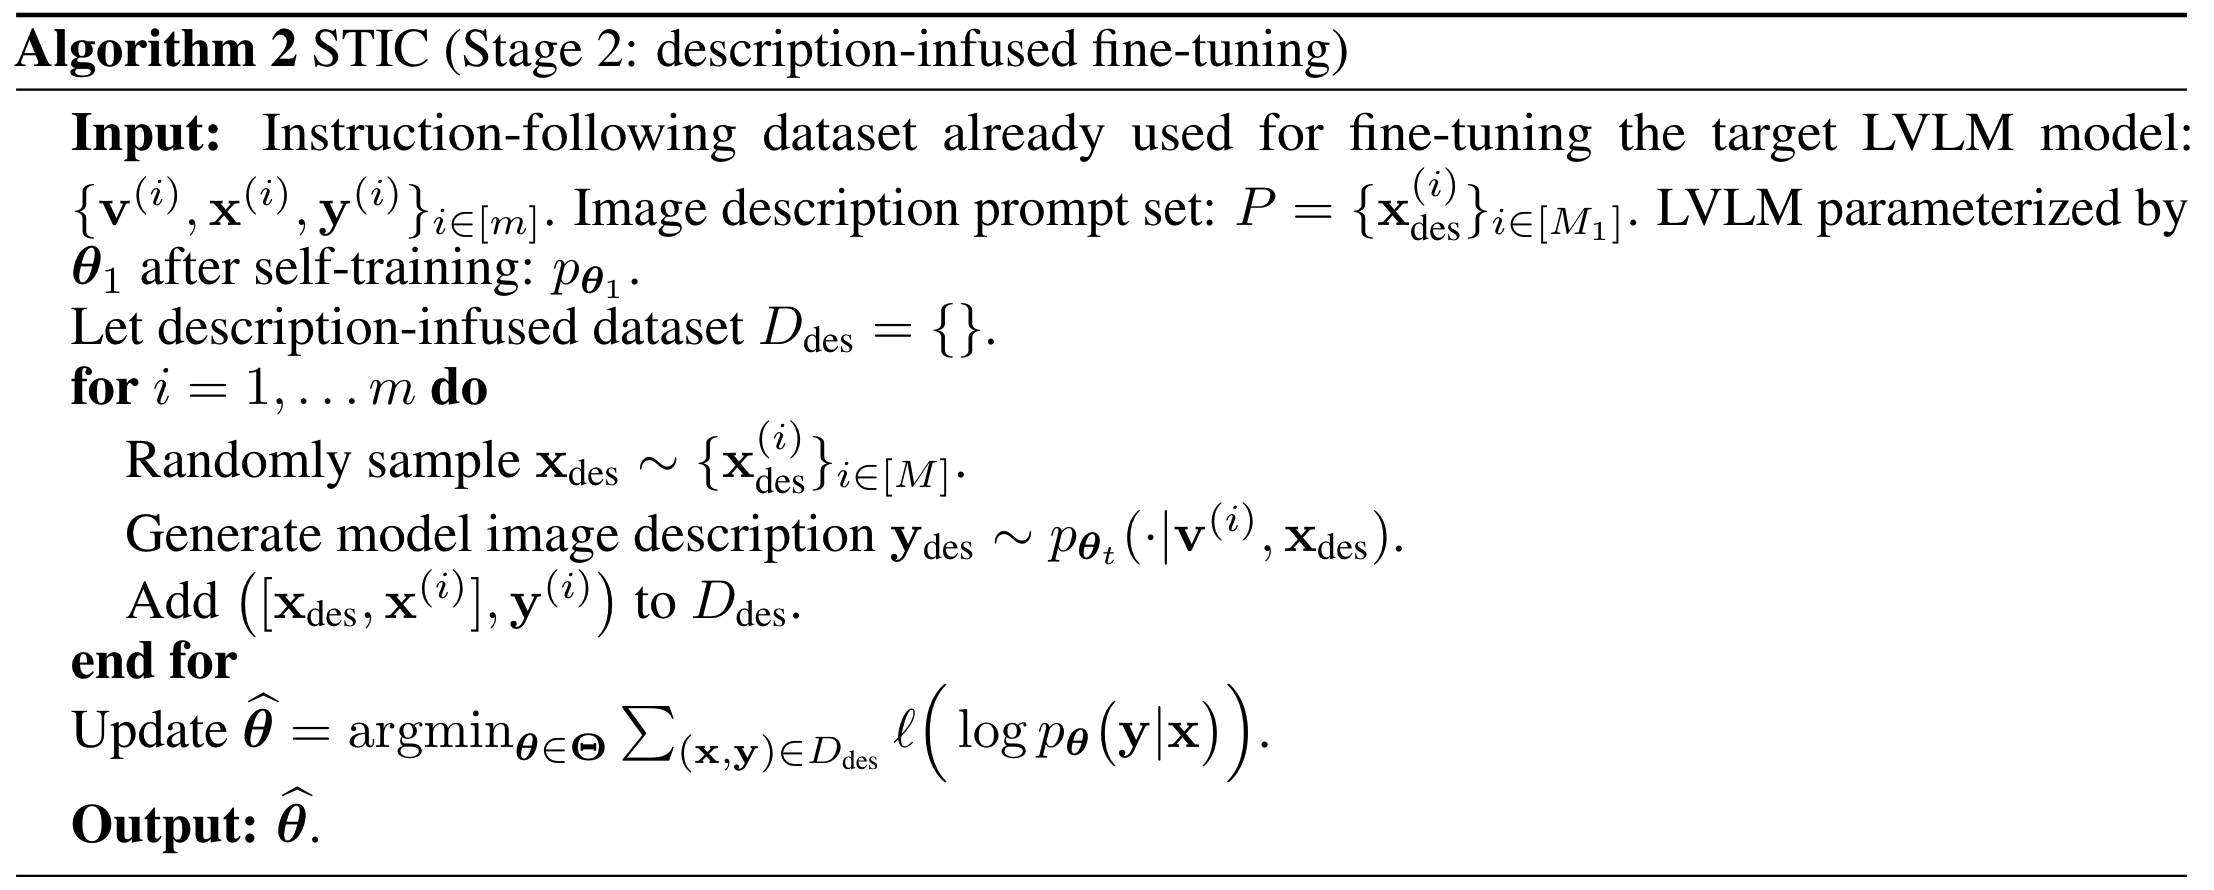 Algorithm 2 STIC (Stage 2: description-infused fine-tuning)
Input: Instruction-following dataset already used for fine-tuning the target LVLM model:
$\{\mathbf{v}^{(i)}, \mathbf{x}^{(i)}, \mathbf{y}^{(i)}\}_{i\in[m]}$. Image description prompt set: $P = \{\mathbf{x}_{\text{des}}^{(i)}\}_{i\in[M_1]}$. LVLM parameterized by
$\boldsymbol{\theta}_1$ after self-training: $p_{\boldsymbol{\theta}_1}$.
Let description-infused dataset $D_{\text{des}} = \{\}$.
for $i = 1, \ldots m$ do
Randomly sample $\mathbf{x}_{\text{des}} \sim \{\mathbf{x}_{\text{des}}^{(i)}\}_{i\in[M]}$.
Generate model image description $\mathbf{y}_{\text{des}} \sim p_{\boldsymbol{\theta}_t}(\cdot|\mathbf{v}^{(i)}, \mathbf{x}_{\text{des}})$.
Add $([\mathbf{x}_{\text{des}}, \mathbf{x}^{(i)}], \mathbf{y}^{(i)})$ to $D_{\text{des}}$.
end for
Update $\widehat{\boldsymbol{\theta}} = \operatorname{argmin}_{\boldsymbol{\theta}\in\boldsymbol{\Theta}} \sum_{(\mathbf{x},\mathbf{y})\in D_{\text{des}}} \ell\Big(\log p_{\boldsymbol{\theta}}(\mathbf{y}|\mathbf{x})\Big)$.
Output: $\widehat{\boldsymbol{\theta}}$.